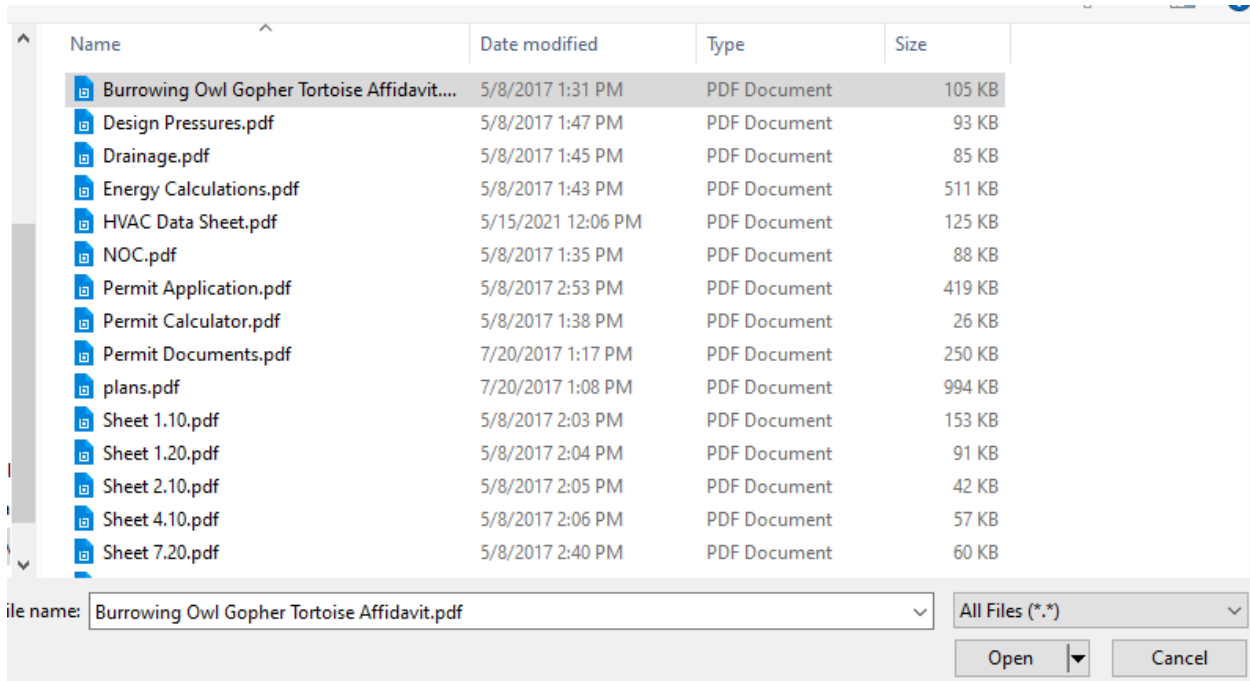 Name Date modified Type Size
Burrowing Owl Gopher Tortoise Affidavit.... 5/8/2017 1:31 PM PDF Document 105 KB
Design Pressures.pdf 5/8/2017 1:47 PM PDF Document 93 KB
Drainage.pdf 5/8/2017 1:45 PM PDF Document 85 KB
Energy Calculations.pdf 5/8/2017 1:43 PM PDF Document 511 KB
HVAC Data Sheet.pdf 5/15/2021 12:06 PM PDF Document 125 KB
NOC.pdf 5/8/2017 1:35 PM PDF Document 88 KB
Permit Application.pdf 5/8/2017 2:53 PM PDF Document 419 KB
Permit Calculator.pdf 5/8/2017 1:38 PM PDF Document 26 KB
Permit Documents.pdf 7/20/2017 1:17 PM PDF Document 250 KB
plans.pdf 7/20/2017 1:08 PM PDF Document 994 KB
Sheet 1.10.pdf 5/8/2017 2:03 PM PDF Document 153 KB
Sheet 1.20.pdf 5/8/2017 2:04 PM PDF Document 91 KB
Sheet 2.10.pdf 5/8/2017 2:05 PM PDF Document 42 KB
Sheet 4.10.pdf 5/8/2017 2:06 PM PDF Document 57 KB
Sheet 7.20.pdf 5/8/2017 2:40 PM PDF Document 60 KB
ile name: Burrowing Owl Gopher Tortoise Affidavit.pdf All Files (*.*)
Open Cancel